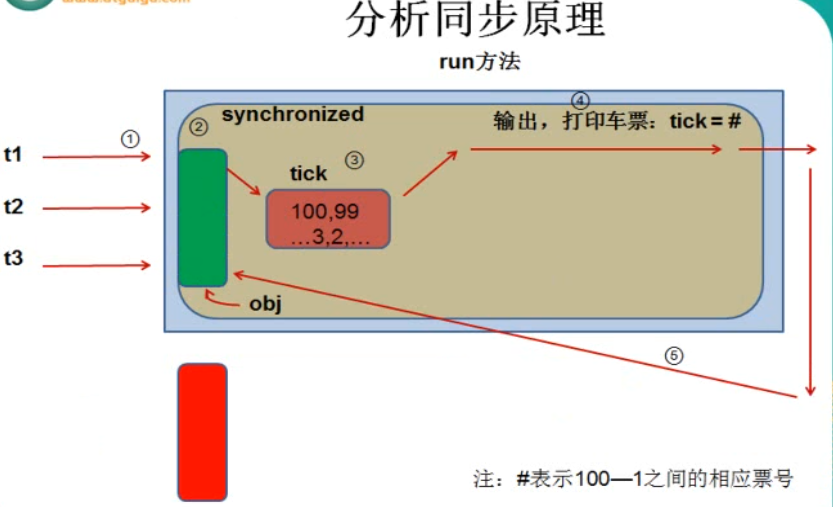 分析同步原理
run方法
④
① ② synchronized
输出，打印车票：tick = #
t1
tick ③
t2
100,99
...3,2,...
t3
obj
⑤
注：#表示100—1之间的相应票号